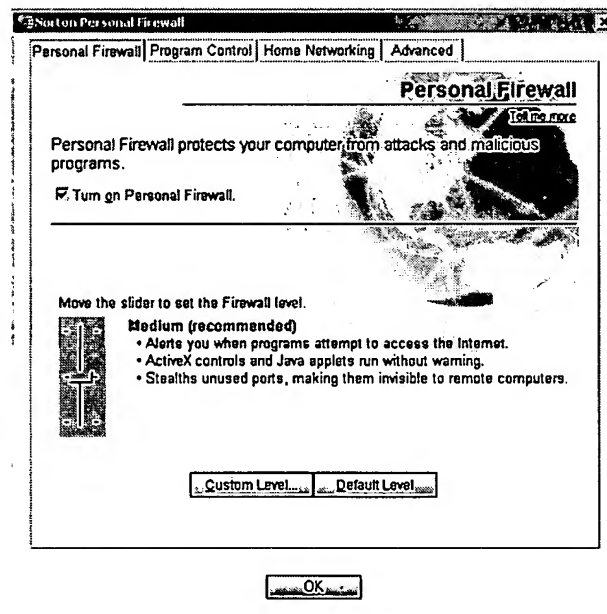 Norton Personal Firewall
Personal Firewall Program Control Home Networking Advanced
Personal Firewall
Tell me more
Personal Firewall protects your computer from attacks and malicious
programs.
Turn on Personal Firewall.
Move the slider to set the Firewall level.
Medium (recommended)
• Alerts you when programs attempt to access the Internet.
• ActiveX controls and Java applets run without warning.
• Stealths unused ports, making them invisible to remote computers.
Custom Level... Default Level
OK